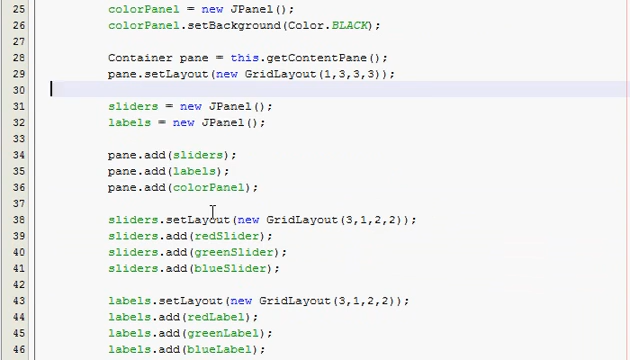 25 colorPanel = new JPanel();
26 colorPanel.setBackground(Color.BLACK);
27
28 Container pane = this.getContentPane();
29 pane.setLayout(new GridLayout(1,3,3,3));
30
31 sliders = new JPanel();
32 labels = new JPanel();
33
34 pane.add(sliders);
35 pane.add(labels);
36 pane.add(colorPanel);
37
38 sliders.setLayout(new GridLayout(3,1,2,2));
39 sliders.add(redSlider);
40 sliders.add(greenSlider);
41 sliders.add(blueSlider);
42
43 labels.setLayout(new GridLayout(3,1,2,2));
44 labels.add(redLabel);
45 labels.add(greenLabel);
46 labels.add(blueLabel);